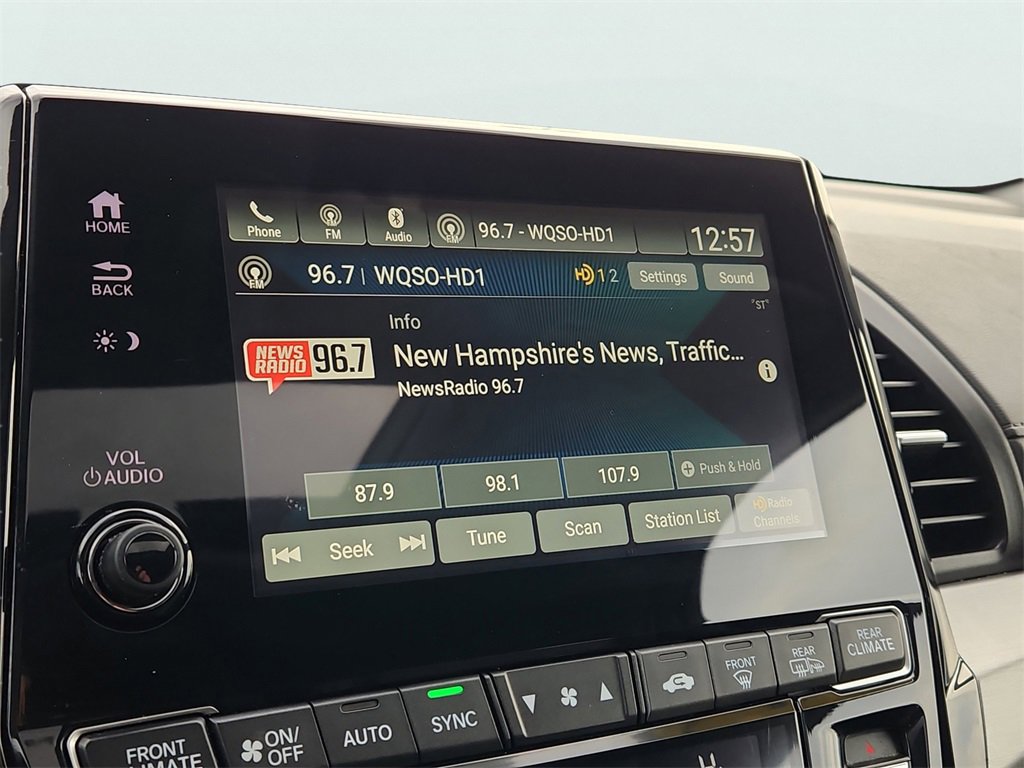 HOME
BACK
VOL
AUDIO
Phone
FM
Audio
FM
96.7 - WQSO-HD1
12:57
FM
96.7 | WQSO-HD1
HD 1 2
Settings
Sound
"ST"
Info
NEWS
RADIO 96.7
New Hampshire's News, Traffic...
i
NewsRadio 96.7
87.9
98.1
107.9
+ Push & Hold
Seek
Tune
Scan
Station List
HD Radio
Channels
FRONT
CLIMATE
ON/
OFF
AUTO
SYNC
FRONT
REAR
REAR
CLIMATE